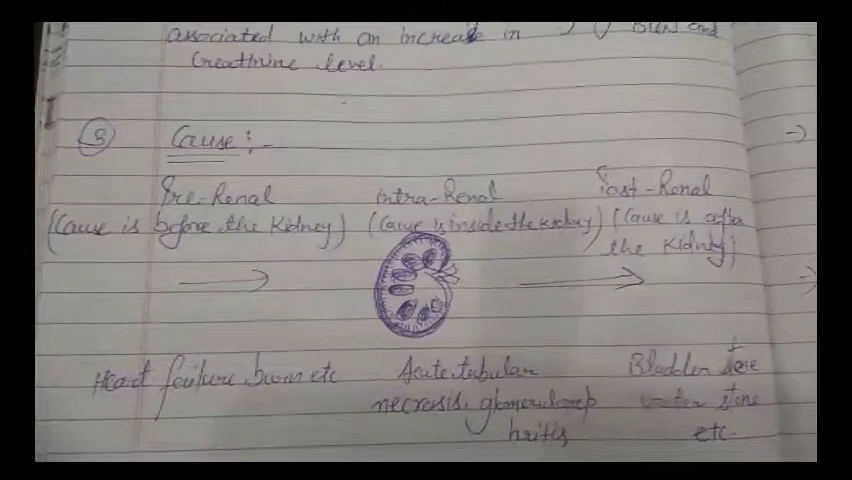 associated with an increase in → BUN and
Creatinine level.
③ Cause :-
Pre-Renal intra-Renal Post-Renal
(Cause is before the Kidney) (Cause is inside the kidney) (Cause is after
the Kidney)
Heart failure, burn etc Acute tubular Bladder stone
necrosis, glomerulonep stone
hritis etc.